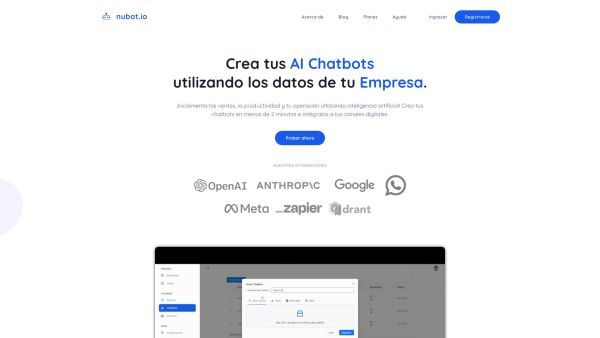 nubot.io
Acerca de
Blog
Planes
Ayuda
Ingresar
Registrarse
Crea tus AI Chatbots
utilizando los datos de tu Empresa.
¡Incrementa las ventas, la productividad y tu operación utilizando inteligencia artificial! Crea tus
chatbots en menos de 2 minutos e intégralos a tus canales digitales.
Probar ahora
NUESTRAS INTEGRACIONES
OpenAI
ANTHROP\C
Google
Meta
zapier
drant
Crear Chatbot
Chatbots